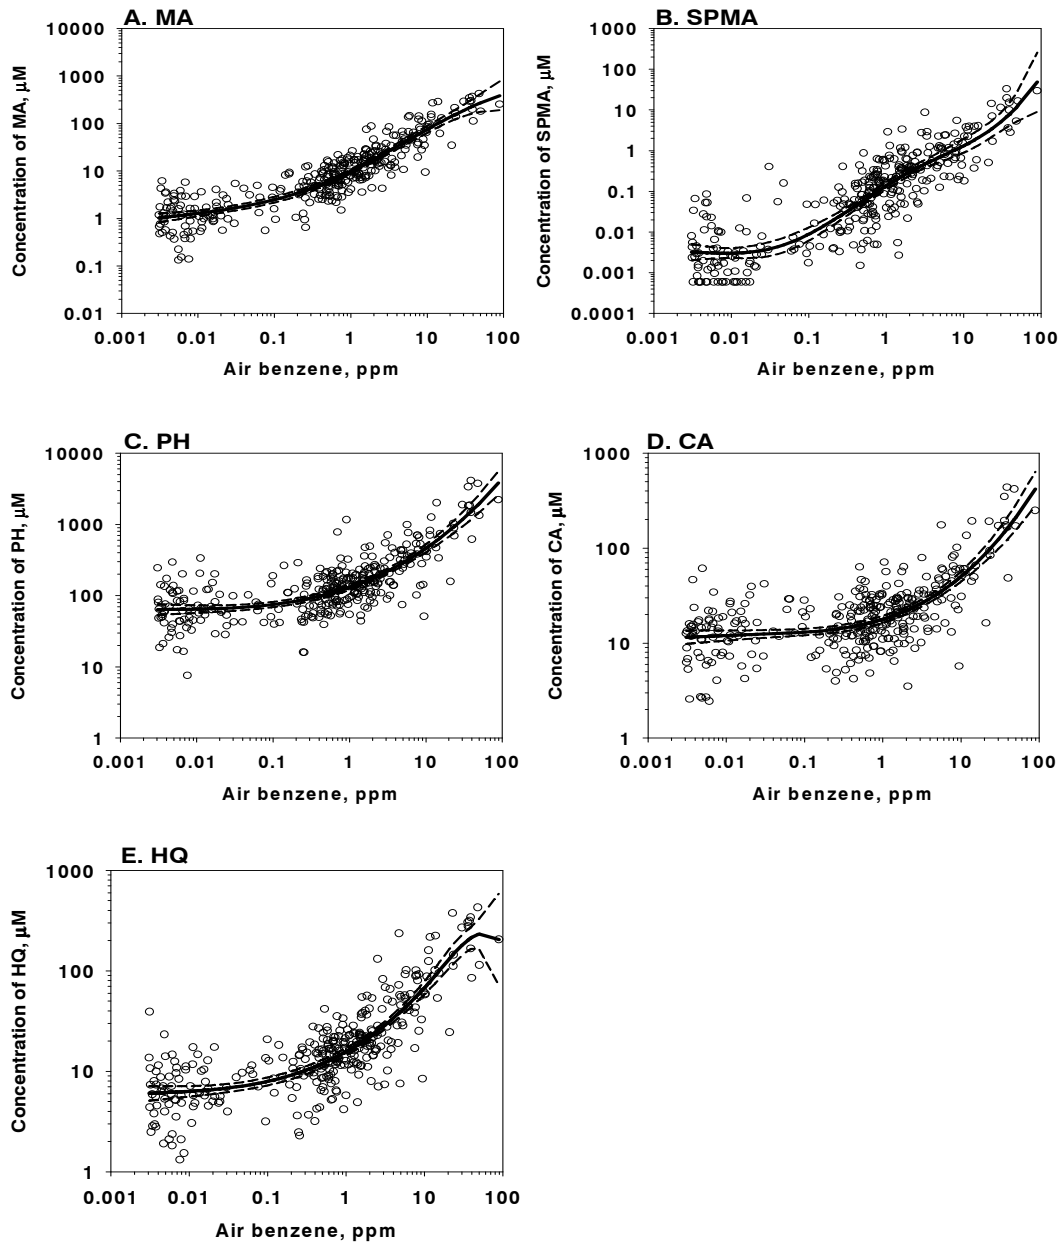 A. MA
10000
1000
100
10
1
0.1
0.01
Concentration of MA, µM
0.001 0.01 0.1 1 10 100
Air benzene, ppm
B. SPMA
1000
100
10
1
0.1
0.01
0.001
0.0001
Concentration of SPMA, µM
0.001 0.01 0.1 1 10 100
Air benzene, ppm
C. PH
10000
1000
100
10
1
Concentration of PH, µM
0.001 0.01 0.1 1 10 100
Air benzene, ppm
D. CA
1000
100
10
1
Concentration of CA, µM
0.001 0.01 0.1 1 10 100
Air benzene, ppm
E. HQ
1000
100
10
1
Concentration of HQ, µM
0.001 0.01 0.1 1 10 100
Air benzene, ppm